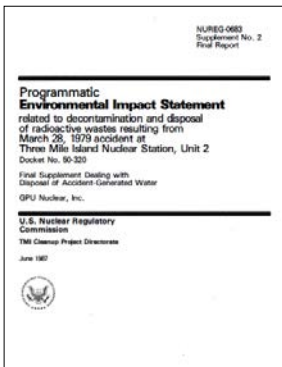 NUREG-0683
Supplement No. 2
Final Report
Programmatic
Environmental Impact Statement
related to decontamination and disposal
of radioactive wastes resulting from
March 28, 1979 accident at
Three Mile Island Nuclear Station, Unit 2
Docket No. 50-320
Final Supplement Dealing with
Disposal of Accident-Generated Water
GPU Nuclear, Inc.
U.S. Nuclear Regulatory
Commission
TMI Cleanup Project Directorate
June 1987